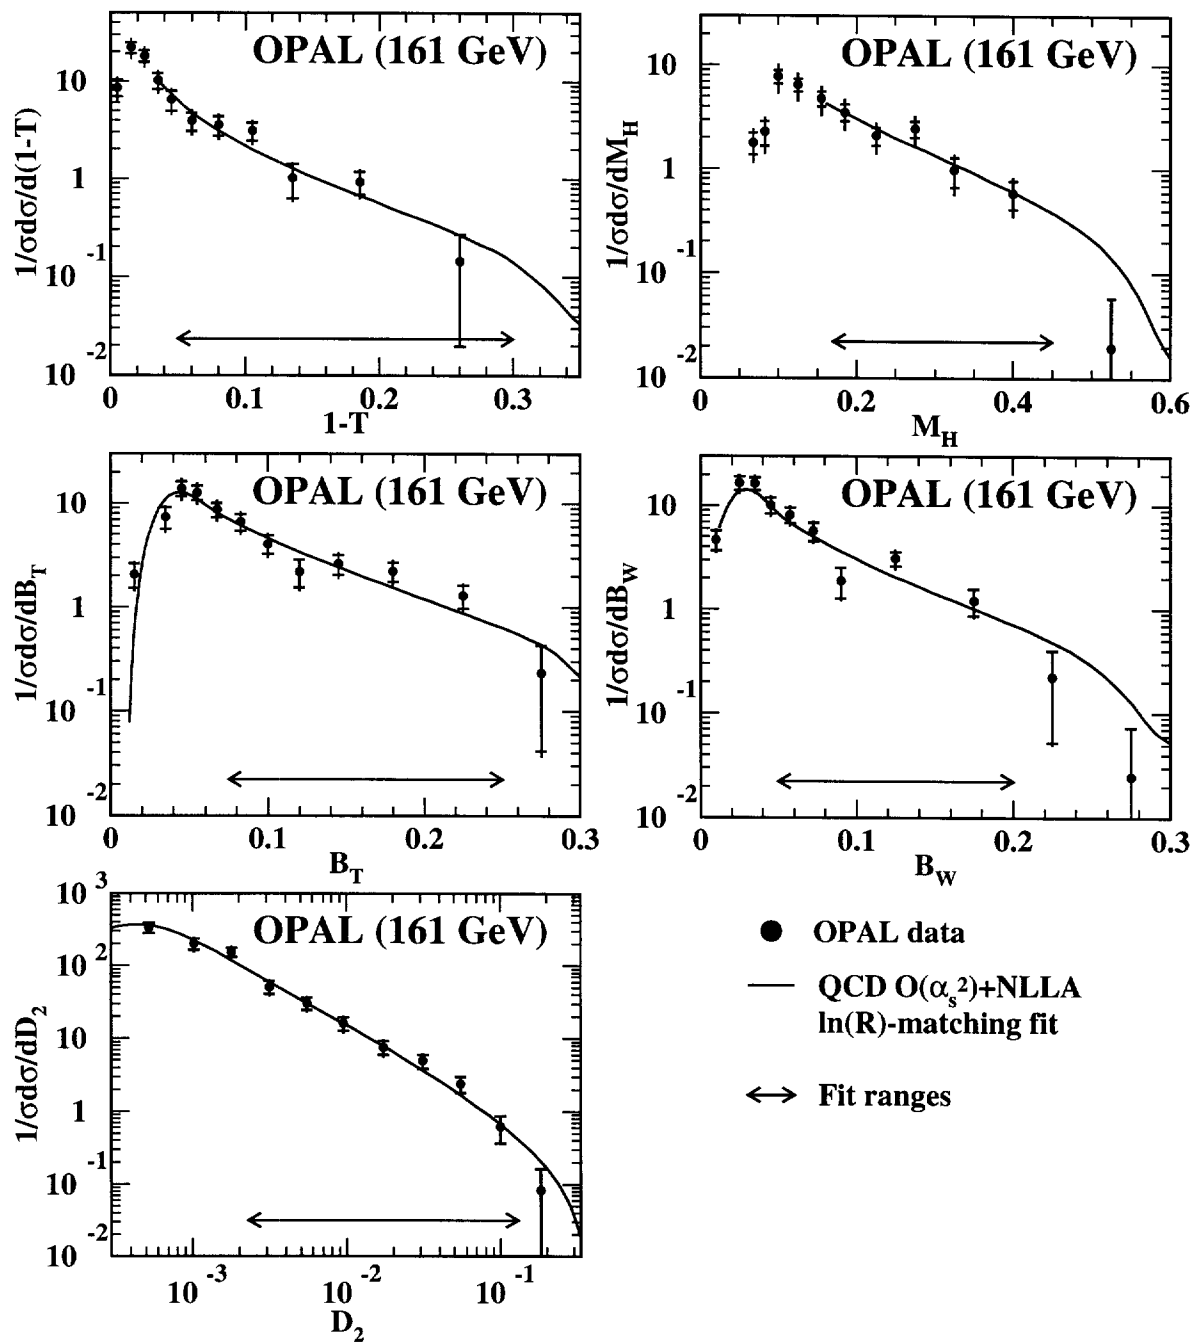 OPAL (161 GeV)
1/σdσ/d(1-T)
10
1
10 -1
10 -2
0 0.1 0.2 0.3
1-T
OPAL (161 GeV)
1/σdσ/dM_H
10
1
10 -1
10 -2
0 0.2 0.4 0.6
M_H
OPAL (161 GeV)
1/σdσ/dB_T
10
1
10 -1
10 -2
0 0.1 0.2 0.3
B_T
OPAL (161 GeV)
1/σdσ/dB_W
10
1
10 -1
10 -2
0 0.1 0.2 0.3
B_W
OPAL (161 GeV)
1/σdσ/dD_2
10 3
10 2
10
1
10 -1
10 -2
10 -3 10 -2 10 -1
D_2
OPAL data
QCD O(α_s²)+NLLA
ln(R)-matching fit
Fit ranges